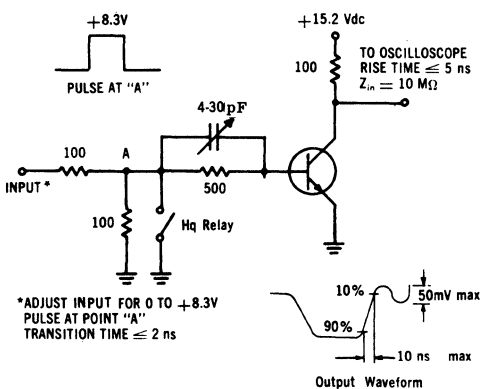 +8.3V
PULSE AT "A"
+15.2 Vdc
100
TO OSCILLOSCOPE
RISE TIME ≤ 5 ns
Zin = 10 MΩ
4-30pF
100
A
500
INPUT*
100
Hq Relay
*ADJUST INPUT FOR 0 TO +8.3V
PULSE AT POINT "A"
TRANSITION TIME ≤ 2 ns
10%
50mV max
90%
10 ns max
Output Waveform